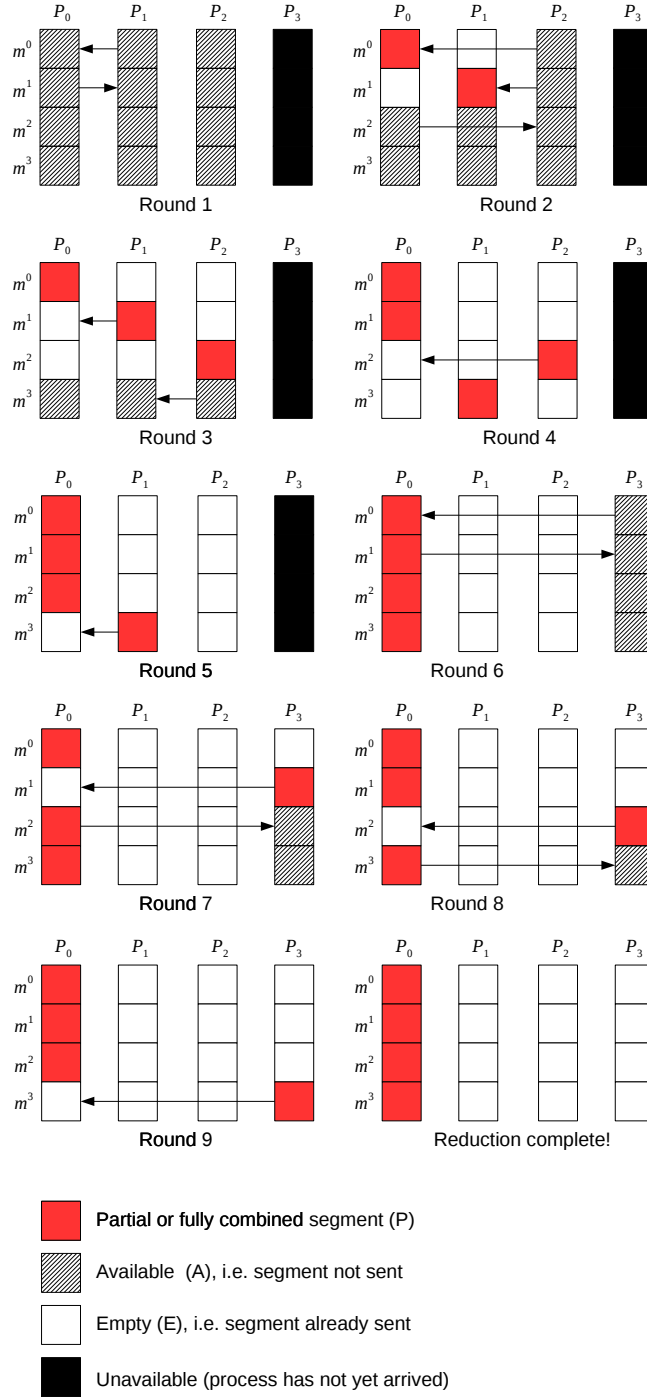 P0 P1 P2 P3 P0 P1 P2 P3
m0 m0
m1 m1
m2 m2
m3 m3
Round 1 Round 2
P0 P1 P2 P3 P0 P1 P2 P3
m0 m0
m1 m1
m2 m2
m3 m3
Round 3 Round 4
P0 P1 P2 P3 P0 P1 P2 P3
m0 m0
m1 m1
m2 m2
m3 m3
Round 5 Round 6
P0 P1 P2 P3 P0 P1 P2 P3
m0 m0
m1 m1
m2 m2
m3 m3
Round 7 Round 8
P0 P1 P2 P3 P0 P1 P2 P3
m0 m0
m1 m1
m2 m2
m3 m3
Round 9 Reduction complete!
Partial or fully combined segment (P)
Available (A), i.e. segment not sent
Empty (E), i.e. segment already sent
Unavailable (process has not yet arrived)